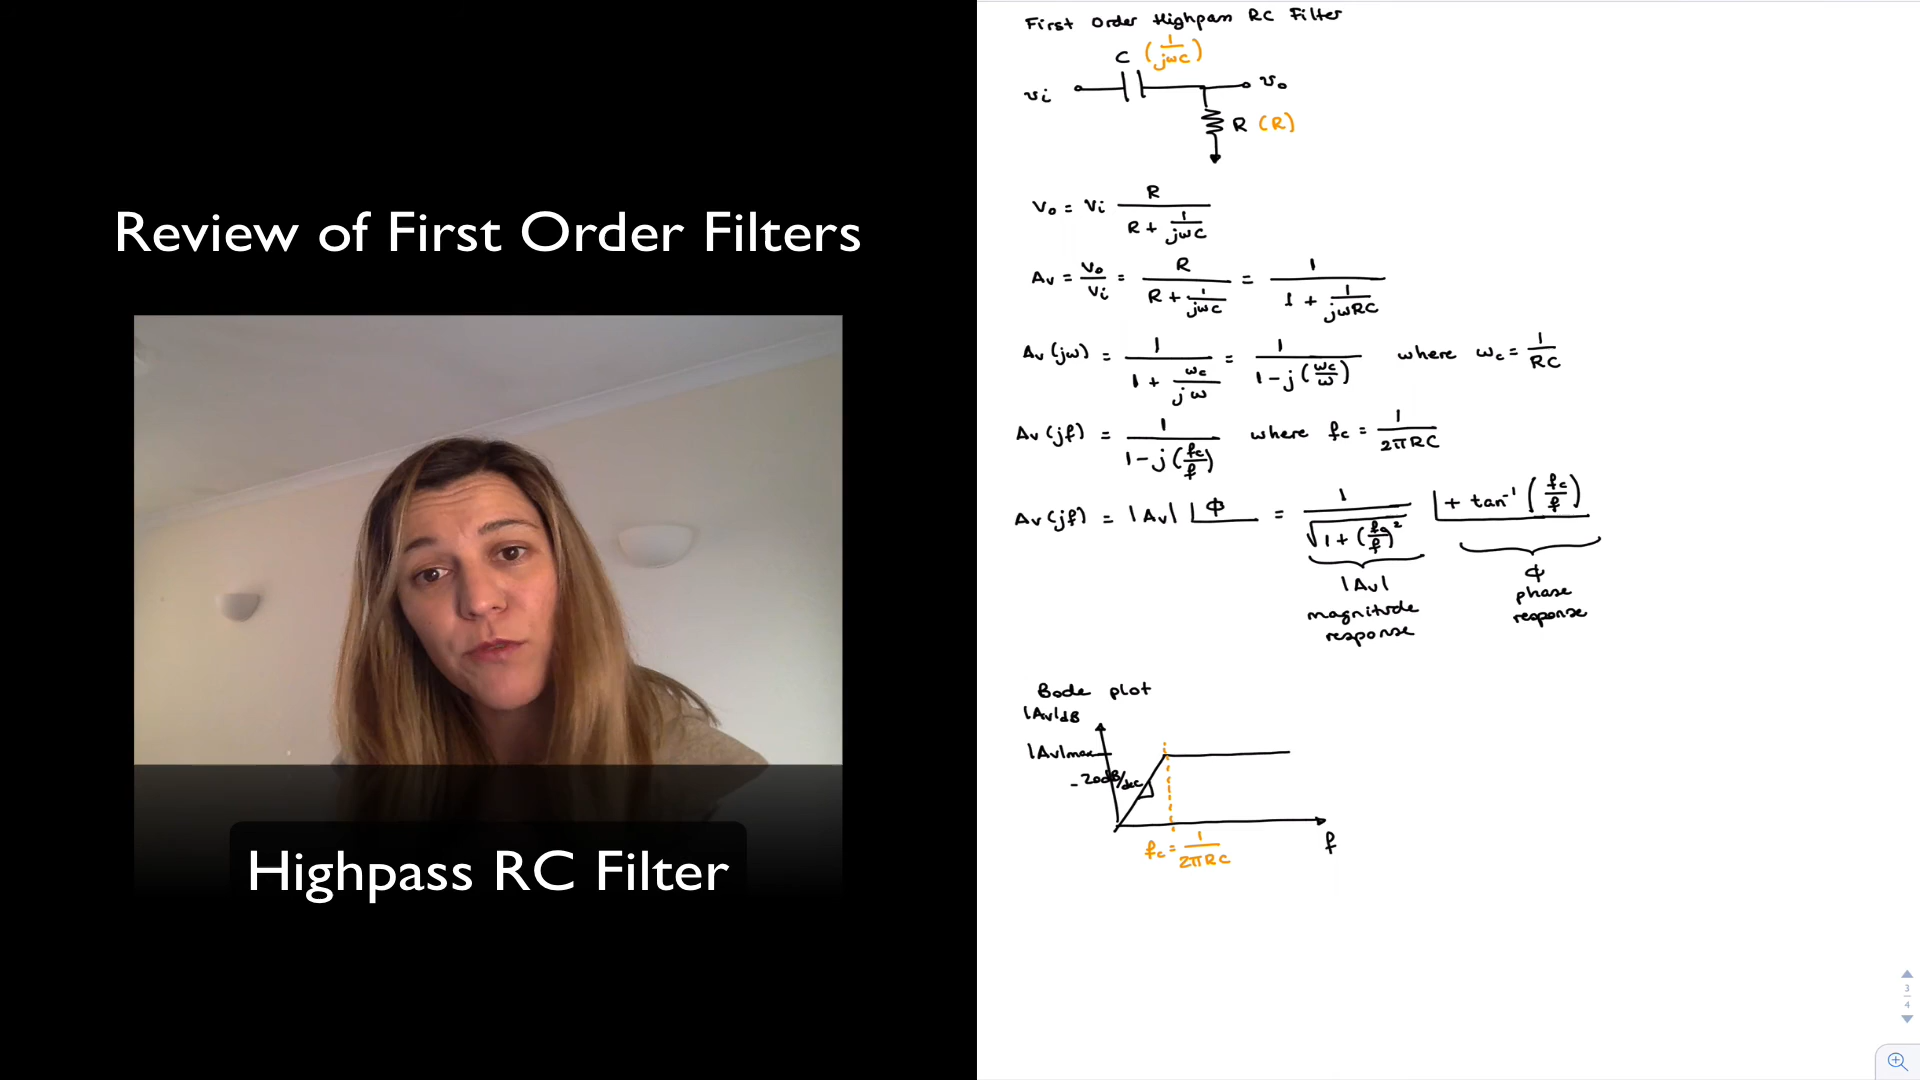 Review of First Order Filters
Highpass RC Filter
First Order Highpass RC Filter
C (1/jωC)
vi
vo
R (R)
Vo = Vi R / (R + 1/jωC)
Av = Vo/Vi = R / (R + 1/jωC) = 1 / (1 + 1/jωRC)
Av(jω) = 1 / (1 + ωc/jω) = 1 / (1 - j(ωc/ω)) where ωc = 1/RC
Av(jf) = 1 / (1 - j(fc/f)) where fc = 1/2πRC
Av(jf) = |Av| ∠ϕ = 1 / √(1 + (fc/f)²) ∠+ tan⁻¹(fc/f)
|Av|
magnitude
response
ϕ
phase
response
Bode plot
|Av|dB
|Av|max
-20dB/dec
fc = 1/2πRC
f
3
4